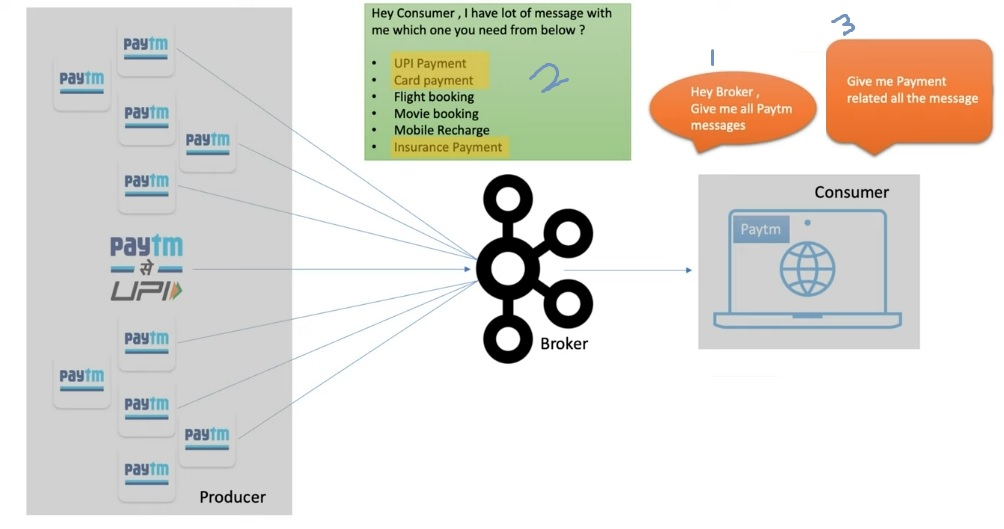 Hey Consumer , I have lot of message with
me which one you need from below ?
• UPI Payment
• Card payment
• Flight booking
• Movie booking
• Mobile Recharge
• Insurance Payment
2
1
Hey Broker ,
Give me all Paytm
messages
3
Give me Payment
related all the message
paytm
paytm
paytm
paytm
paytm
paytm
से
UPI
paytm
paytm
paytm
paytm
paytm
Producer
Broker
Consumer
Paytm